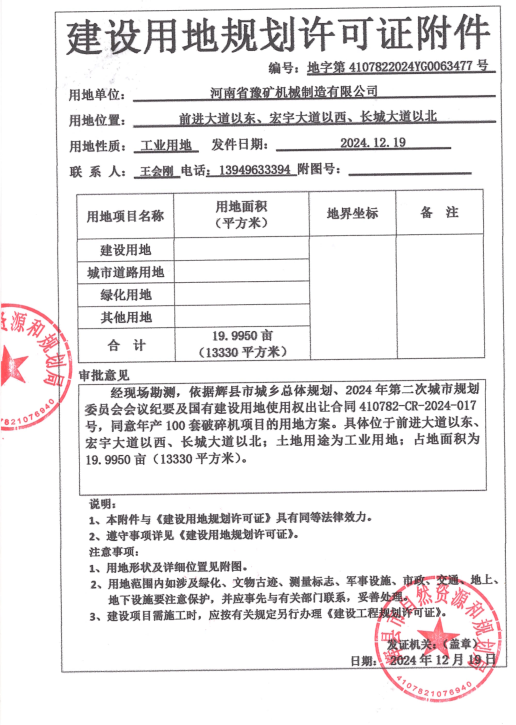 建设用地规划许可证附件
编号：地字第 4107822024YG0063477 号
用地单位：河南省豫矿机械制造有限公司
用地位置：前进大道以东、宏宇大道以西、长城大道以北
用地性质：工业用地 发件日期：2024.12.19
联 系 人：王会刚 电话：13949633394 附图号：
用地项目名称 用地面积（平方米） 地界坐标 备 注
建设用地
城市道路用地
绿化用地
其他用地
合 计 19.9950 亩（13330 平方米）
审批意见
经现场勘测，依据辉县市城乡总体规划、2024 年第二次城市规划
委员会会议纪要及国有建设用地使用权出让合同 410782-CR-2024-017
号，同意年产 100 套破碎机项目的用地方案。具体位于前进大道以东、
宏宇大道以西、长城大道以北；土地用途为工业用地；占地面积为
19.9950 亩（13330 平方米）。
说明：
1、本附件与《建设用地规划许可证》具有同等法律效力。
2、遵守事项详见《建设用地规划许可证》。
注意事项：
1、用地形状及详细位置见附图。
2、用地范围内如涉及绿化、文物古迹、测量标志、军事设施、市政、交通、地上、
地下设施要注意保护，并应事先与有关部门联系，妥善处理。
3、建设项目需施工时，应按有关规定另行办理《建设工程规划许可证》。
发证机关：（盖章）
日期：2024 年 12 月 19 日
资源和规划局
07821076940
辉县市自然资源和规划局
4107821076940